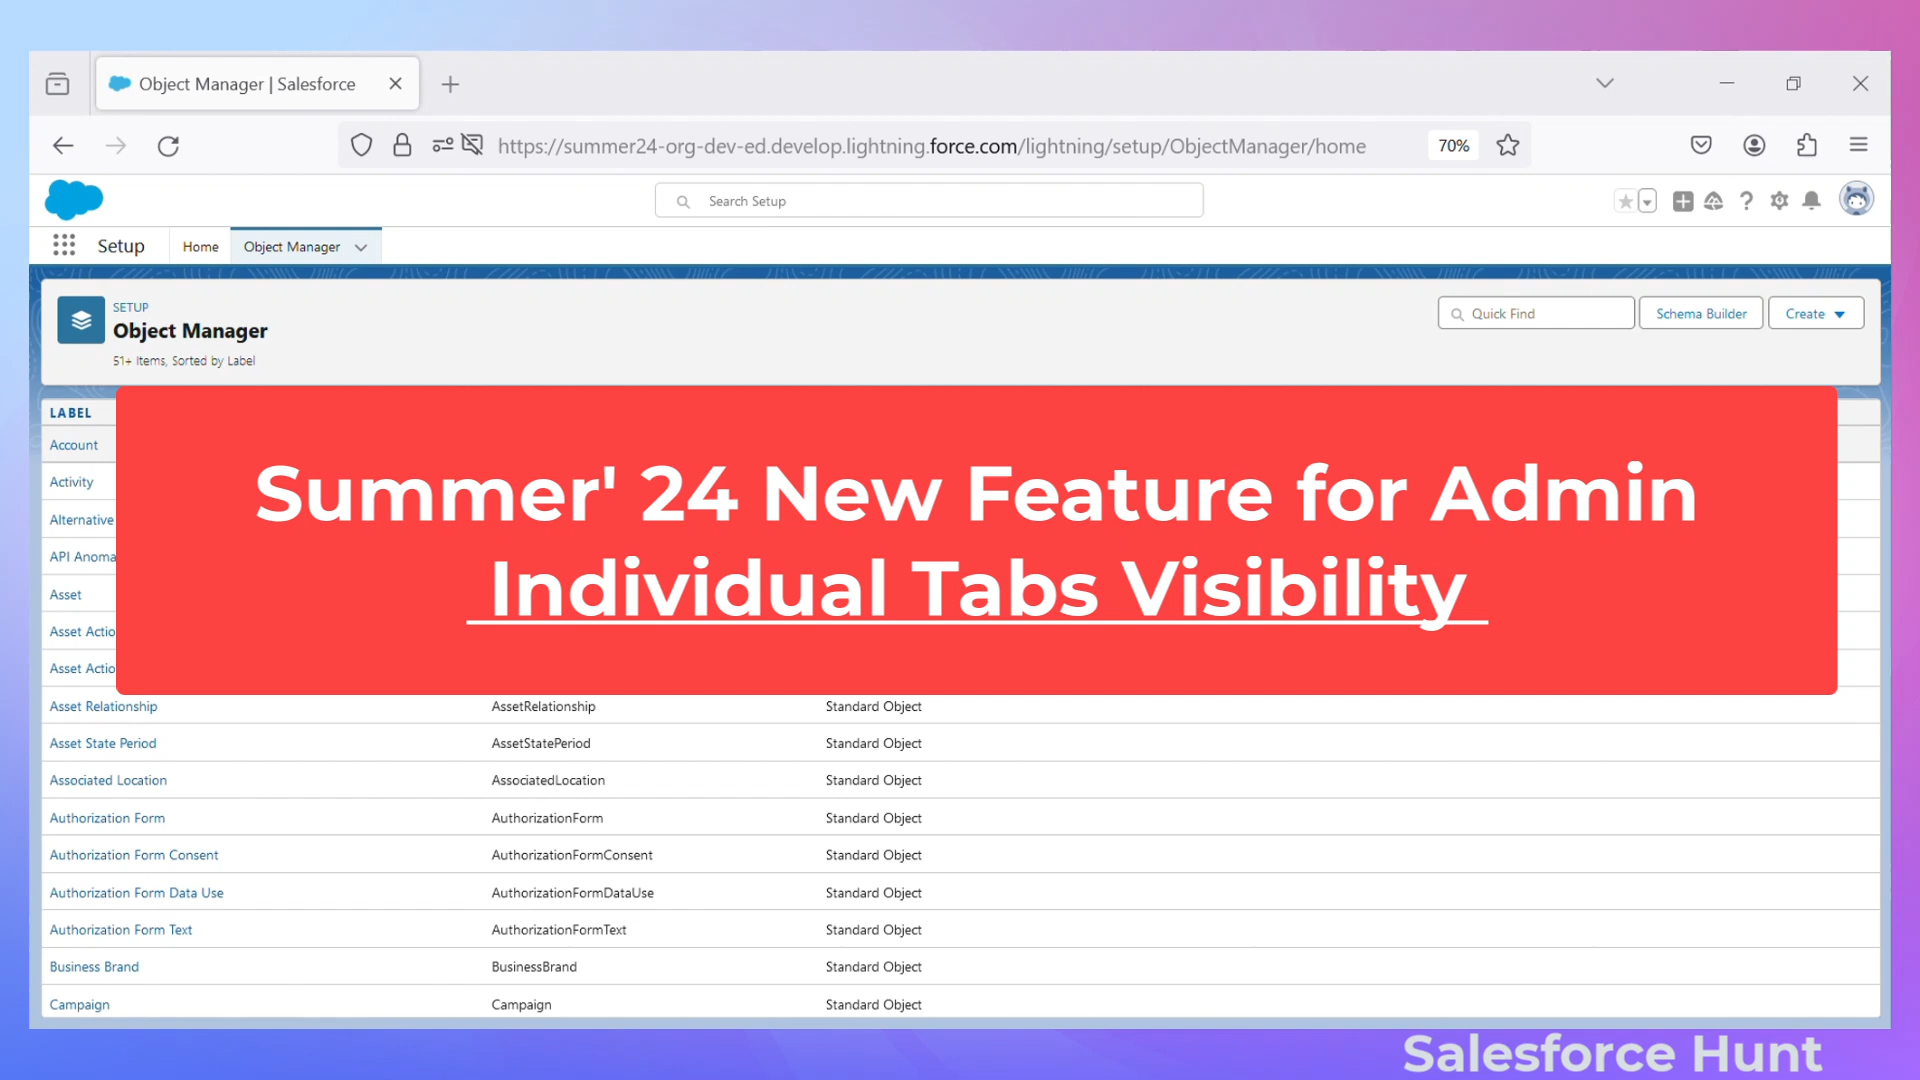 Object Manager | Salesforce
https://summer24-org-dev-ed.develop.lightning.force.com/lightning/setup/ObjectManager/home 70%
Search Setup
Setup Home Object Manager
SETUP
Object Manager
51+ Items, Sorted by Label
Quick Find Schema Builder Create
LABEL
Account
Activity
Alternative
API Anoma
Asset
Asset Actio
Asset Actio
Summer' 24 New Feature for Admin
Individual Tabs Visibility
Asset Relationship AssetRelationship Standard Object
Asset State Period AssetStatePeriod Standard Object
Associated Location AssociatedLocation Standard Object
Authorization Form AuthorizationForm Standard Object
Authorization Form Consent AuthorizationFormConsent Standard Object
Authorization Form Data Use AuthorizationFormDataUse Standard Object
Authorization Form Text AuthorizationFormText Standard Object
Business Brand BusinessBrand Standard Object
Campaign Campaign Standard Object
Salesforce Hunt